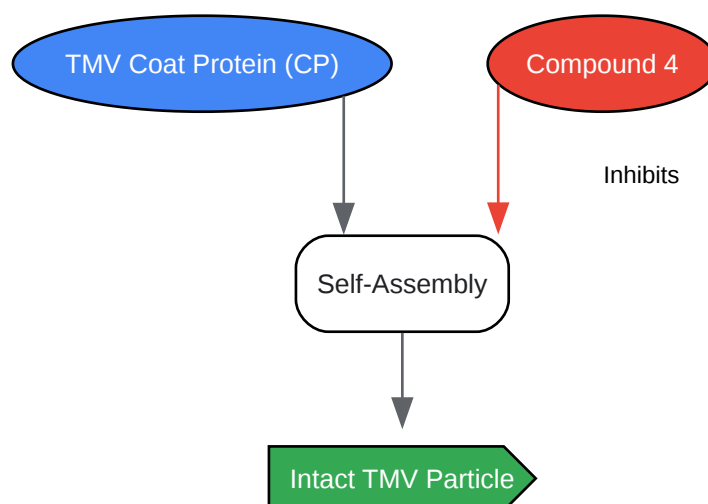 TMV Coat Protein (CP)
Compound 4
Inhibits
Self-Assembly
Intact TMV Particle